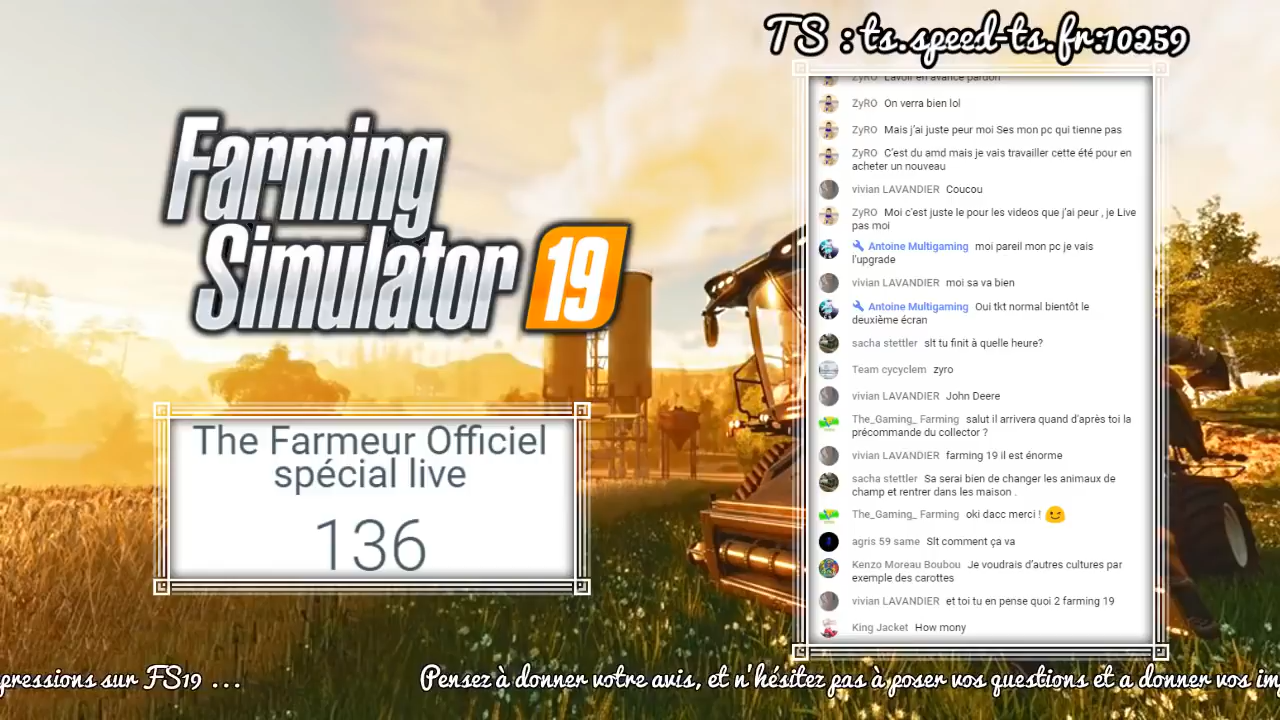 TS : ts.speed-ts.fr:10259
Farming
Simulator 19
The Farmeur Officiel
spécial live
136
ZyRO Lavoir en avance pardon
ZyRO On verra bien lol
ZyRO Mais j'ai juste peur moi Ses mon pc qui tienne pas
ZyRO C'est du amd mais je vais travailler cette été pour en
acheter un nouveau
vivian LAVANDIER Coucou
ZyRO Moi c'est juste le pour les videos que j'ai peur , je Live
pas moi
Antoine Multigaming moi pareil mon pc je vais
l'upgrade
vivian LAVANDIER moi sa va bien
Antoine Multigaming Oui tkt normal bientôt le
deuxième écran
sacha stettler slt tu finit à quelle heure?
Team cycyclem zyro
vivian LAVANDIER John Deere
The_Gaming_ Farming salut il arrivera quand d'après toi la
précommande du collector ?
vivian LAVANDIER farming 19 il est énorme
sacha stettler Sa serai bien de changer les animaux de
champ et rentrer dans les maison .
The_Gaming_ Farming oki dacc merci ! 😉
agris 59 same Slt comment ça va
Kenzo Moreau Boubou Je voudrais d'autres cultures par
exemple des carottes
vivian LAVANDIER et toi tu en pense quoi 2 farming 19
King Jacket How mony
pressions sur FS19 ... Pensez à donner votre avis, et n'hésitez pas à poser vos questions et a donner vos im